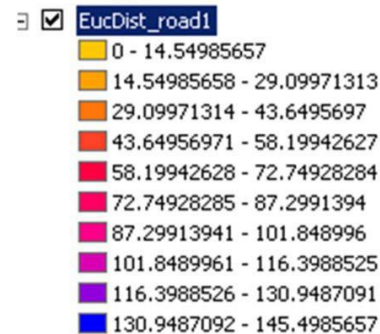 EucDist_road1
0 - 14.54985657
14.54985658 - 29.09971313
29.09971314 - 43.6495697
43.64956971 - 58.19942627
58.19942628 - 72.74928284
72.74928285 - 87.2991394
87.29913941 - 101.848996
101.8489961 - 116.3988525
116.3988526 - 130.9487091
130.9487092 - 145.4985657